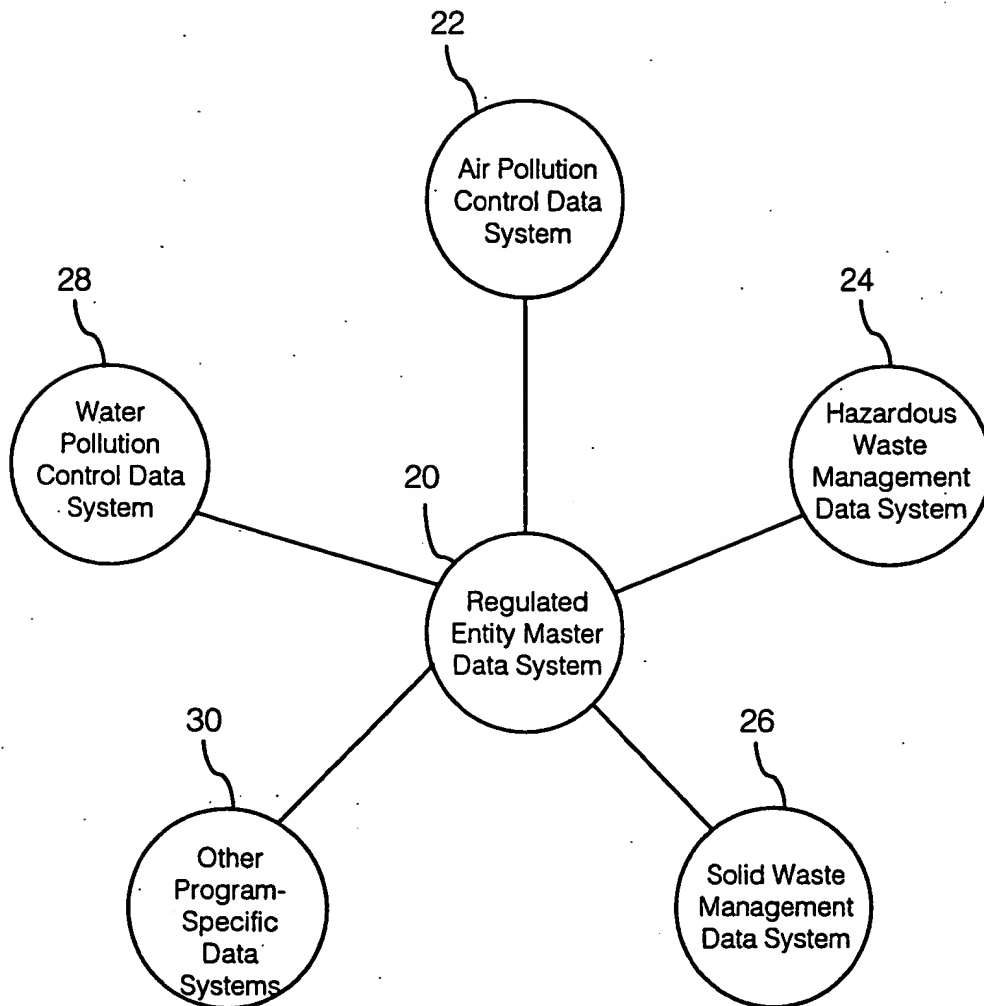 22
Air Pollution
Control Data
System
28
Water
Pollution
Control Data
System
24
Hazardous
Waste
Management
Data System
20
Regulated
Entity Master
Data System
30
Other
Program-
Specific
Data
Systems
26
Solid Waste
Management
Data System